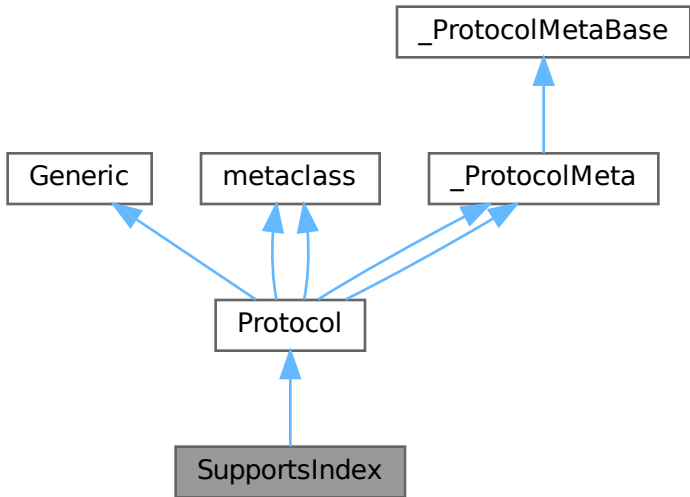 _ProtocolMetaBase
Generic
metaclass
_ProtocolMeta
Protocol
SupportsIndex